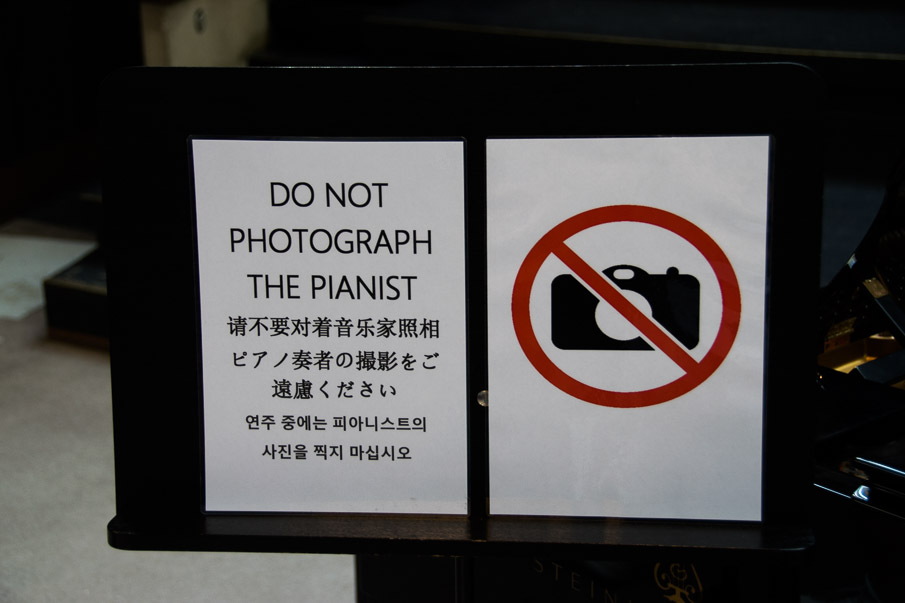 DO NOT
PHOTOGRAPH
THE PIANIST
请不要对着音乐家照相
ピアノ奏者の撮影をご
遠慮ください
연주 중에는 피아니스트의
사진을 찍지 마십시오